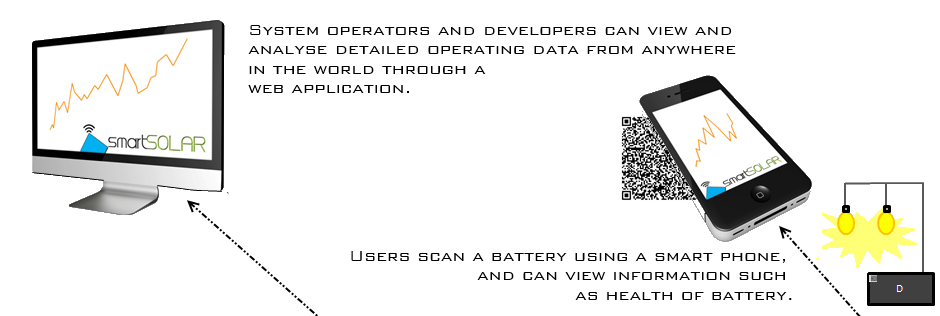 System operators and developers can view and
analyse detailed operating data from anywhere
in the world through a
web application.
smartSOLAR
smartSOLAR
Users scan a battery using a smart phone,
and can view information such
as health of battery.
D